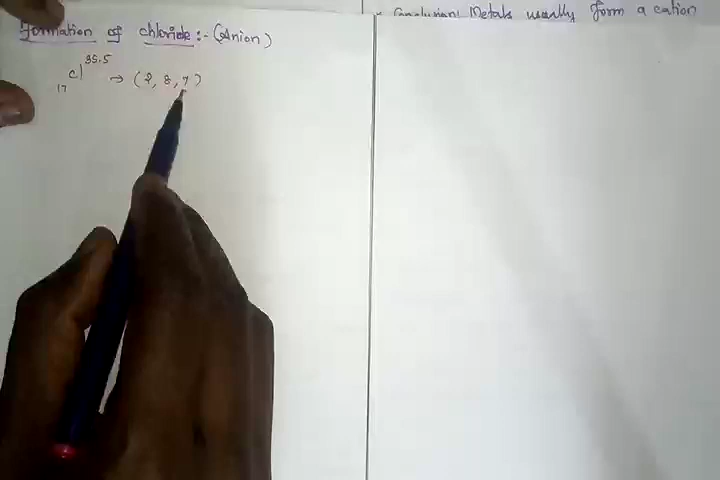 Conclusion: Metals usually form a cation
Formation of chloride :- (Anion)
17 Cl 35.5 → (2, 8, 7)